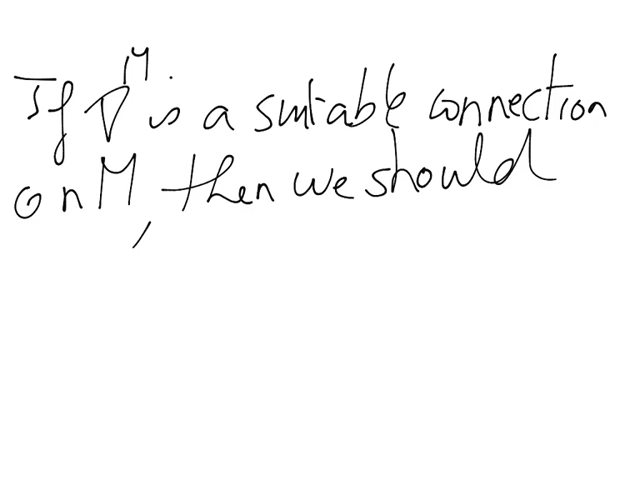 If ∇^M is a suitable connection
on M, then we should